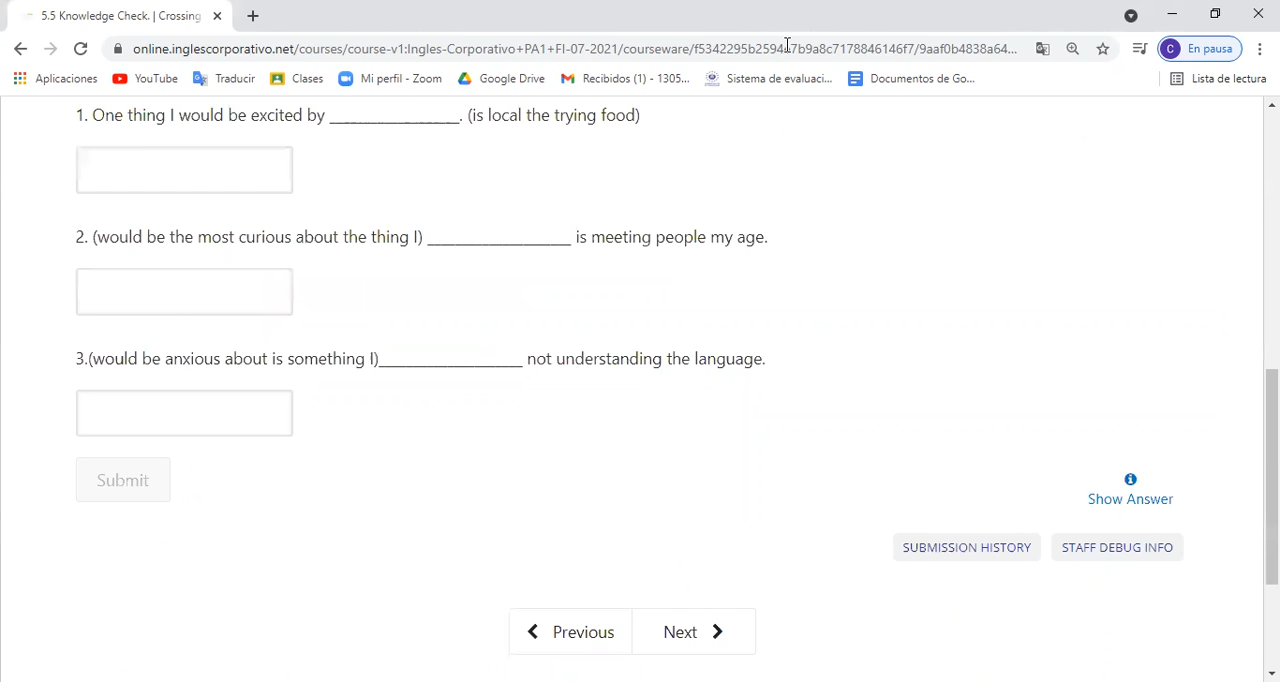 5.5 Knowledge Check. | Crossing
online.inglescorporativo.net/courses/course-v1:Ingles-Corporativo+PA1+FI-07-2021/courseware/f5342295b2594c7b9a8c7178846146f7/9aaf0b4838a64...
C En pausa
Aplicaciones YouTube Traducir Clases Mi perfil - Zoom Google Drive Recibidos (1) - 1305... Sistema de evaluaci... Documentos de Go... Lista de lectura
1. One thing I would be excited by ________________. (is local the trying food)
2. (would be the most curious about the thing I) __________________ is meeting people my age.
3.(would be anxious about is something I)__________________ not understanding the language.
Submit
Show Answer
SUBMISSION HISTORY STAFF DEBUG INFO
Previous Next